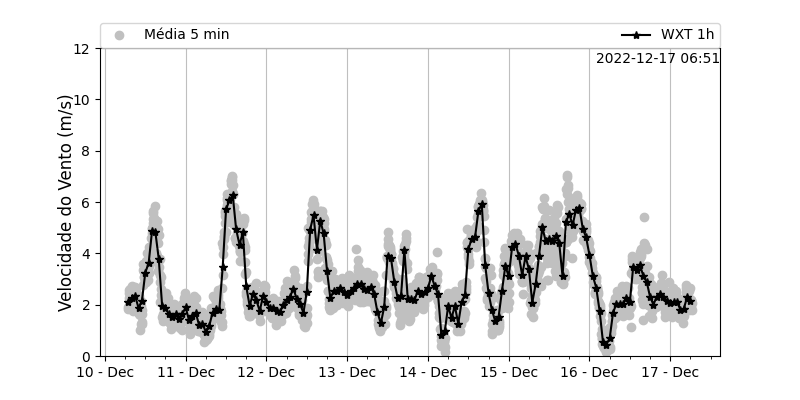 Média 5 min
WXT 1h
2022-12-17 06:51
Velocidade do Vento (m/s)
12
10
8
6
4
2
0
10 - Dec
11 - Dec
12 - Dec
13 - Dec
14 - Dec
15 - Dec
16 - Dec
17 - Dec